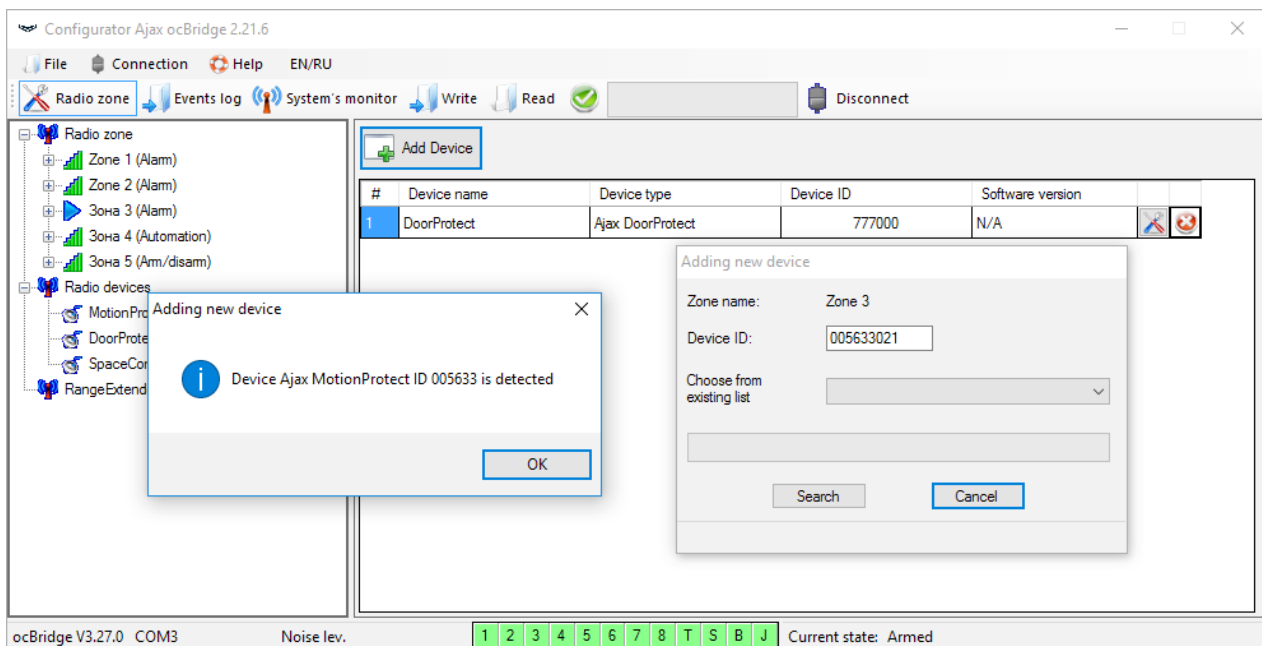 Configurator Ajax ocBridge 2.21.6
File Connection Help EN/RU
Radio zone Events log System's monitor Write Read Disconnect
Radio zone
Zone 1 (Alarm)
Zone 2 (Alarm)
Зона 3 (Alarm)
Зона 4 (Automation)
Зона 5 (Arm/disarm)
Radio devices
MotionPro
DoorProte
SpaceCor
RangeExtend
Add Device
# Device name Device type Device ID Software version
1 DoorProtect Ajax DoorProtect 777000 N/A
Adding new device
Device Ajax MotionProtect ID 005633 is detected
OK
Adding new device
Zone name: Zone 3
Device ID: 005633021
Choose from
existing list
Search Cancel
ocBridge V3.27.0 COM3 Noise lev. 1 2 3 4 5 6 7 8 T S B J Current state: Armed